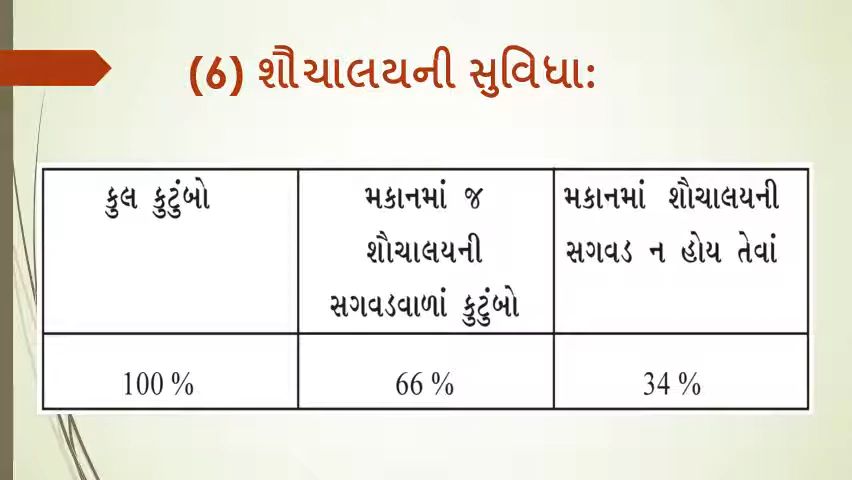 (6) શૌચાલયની સુવિધા:
કુલ કુટુંબો
મકાનમાં જ
શૌચાલયની
સગવડવાળાં કુટુંબો
મકાનમાં શૌચાલયની
સગવડ ન હોય તેવાં
100 %
66 %
34 %